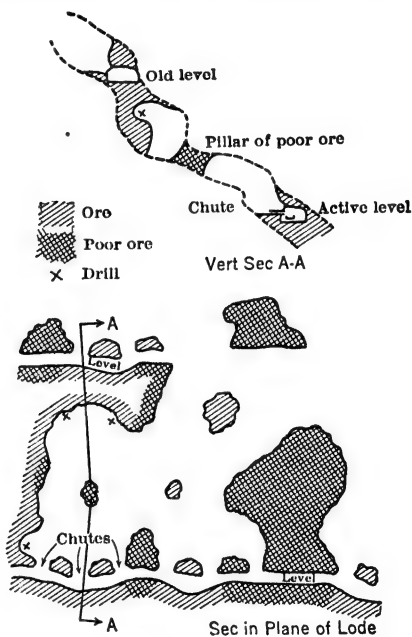 Old level
Pillar of poor ore
Chute
Active level
Ore
Poor ore
x Drill
Vert Sec A-A
A
Level
Chutes
Level
A
Sec in Plane of Lode